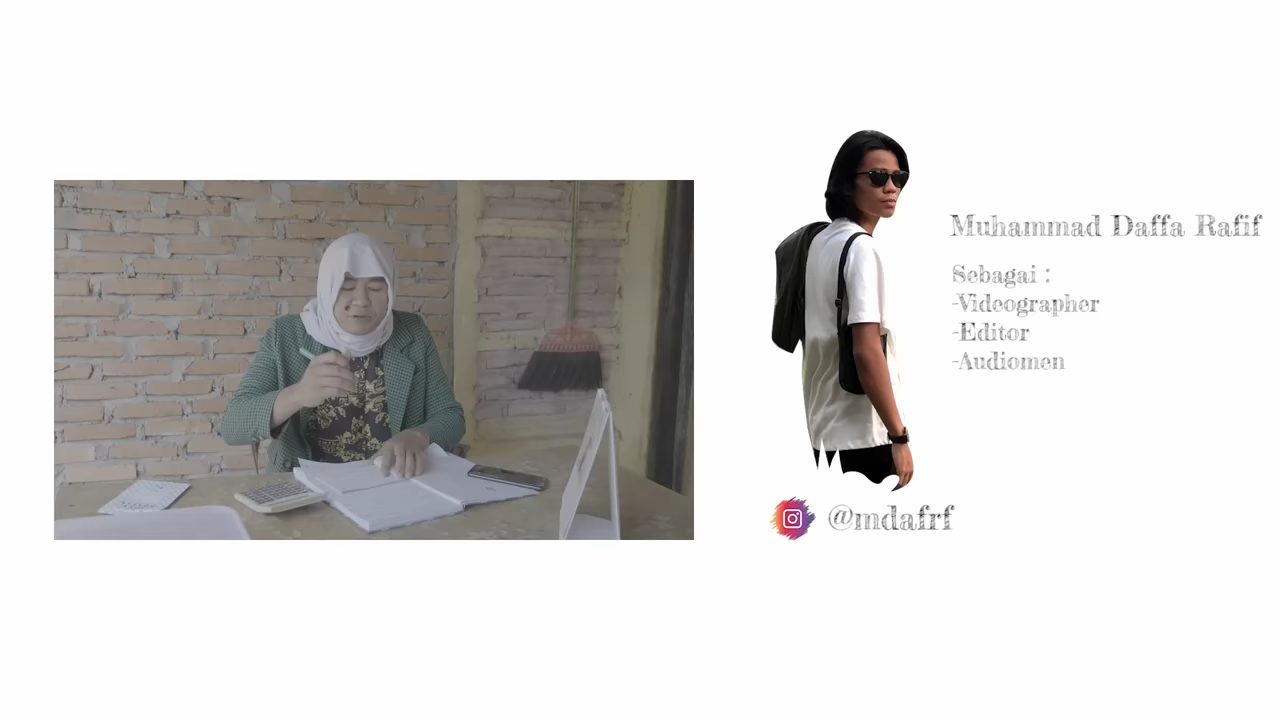 Muhammad Daffa Rafif
Sebagai :
-Videographer
-Editor
-Audiomen
@mdafrf